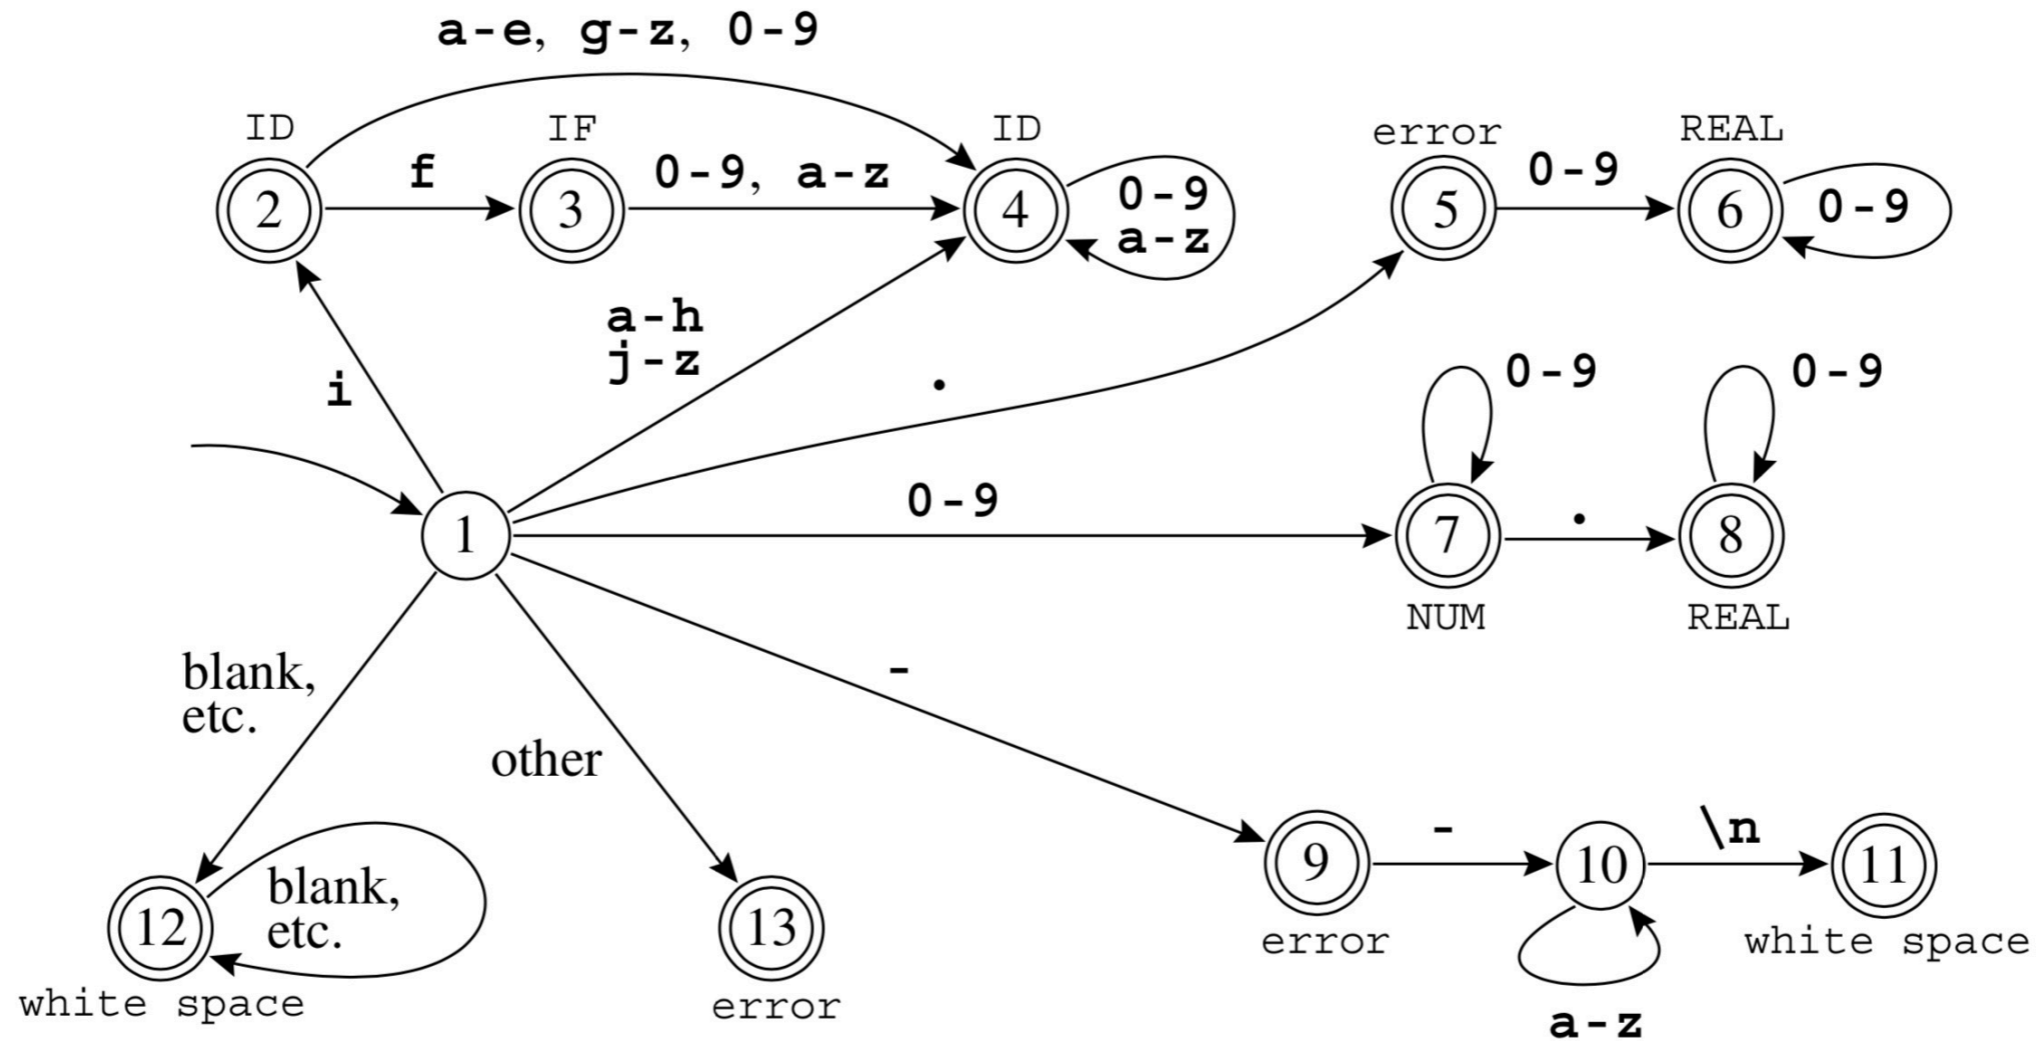 a-e, g-z, 0-9
ID
IF
ID
error
REAL
2
f
3
0-9, a-z
4
0-9
a-z
5
0-9
6
0-9
i
a-h
j-z
.
0-9
0-9
1
0-9
7
.
8
NUM
REAL
blank,
etc.
other
-
12
blank,
etc.
white space
13
error
9
error
-
10
a-z
\n
11
white space